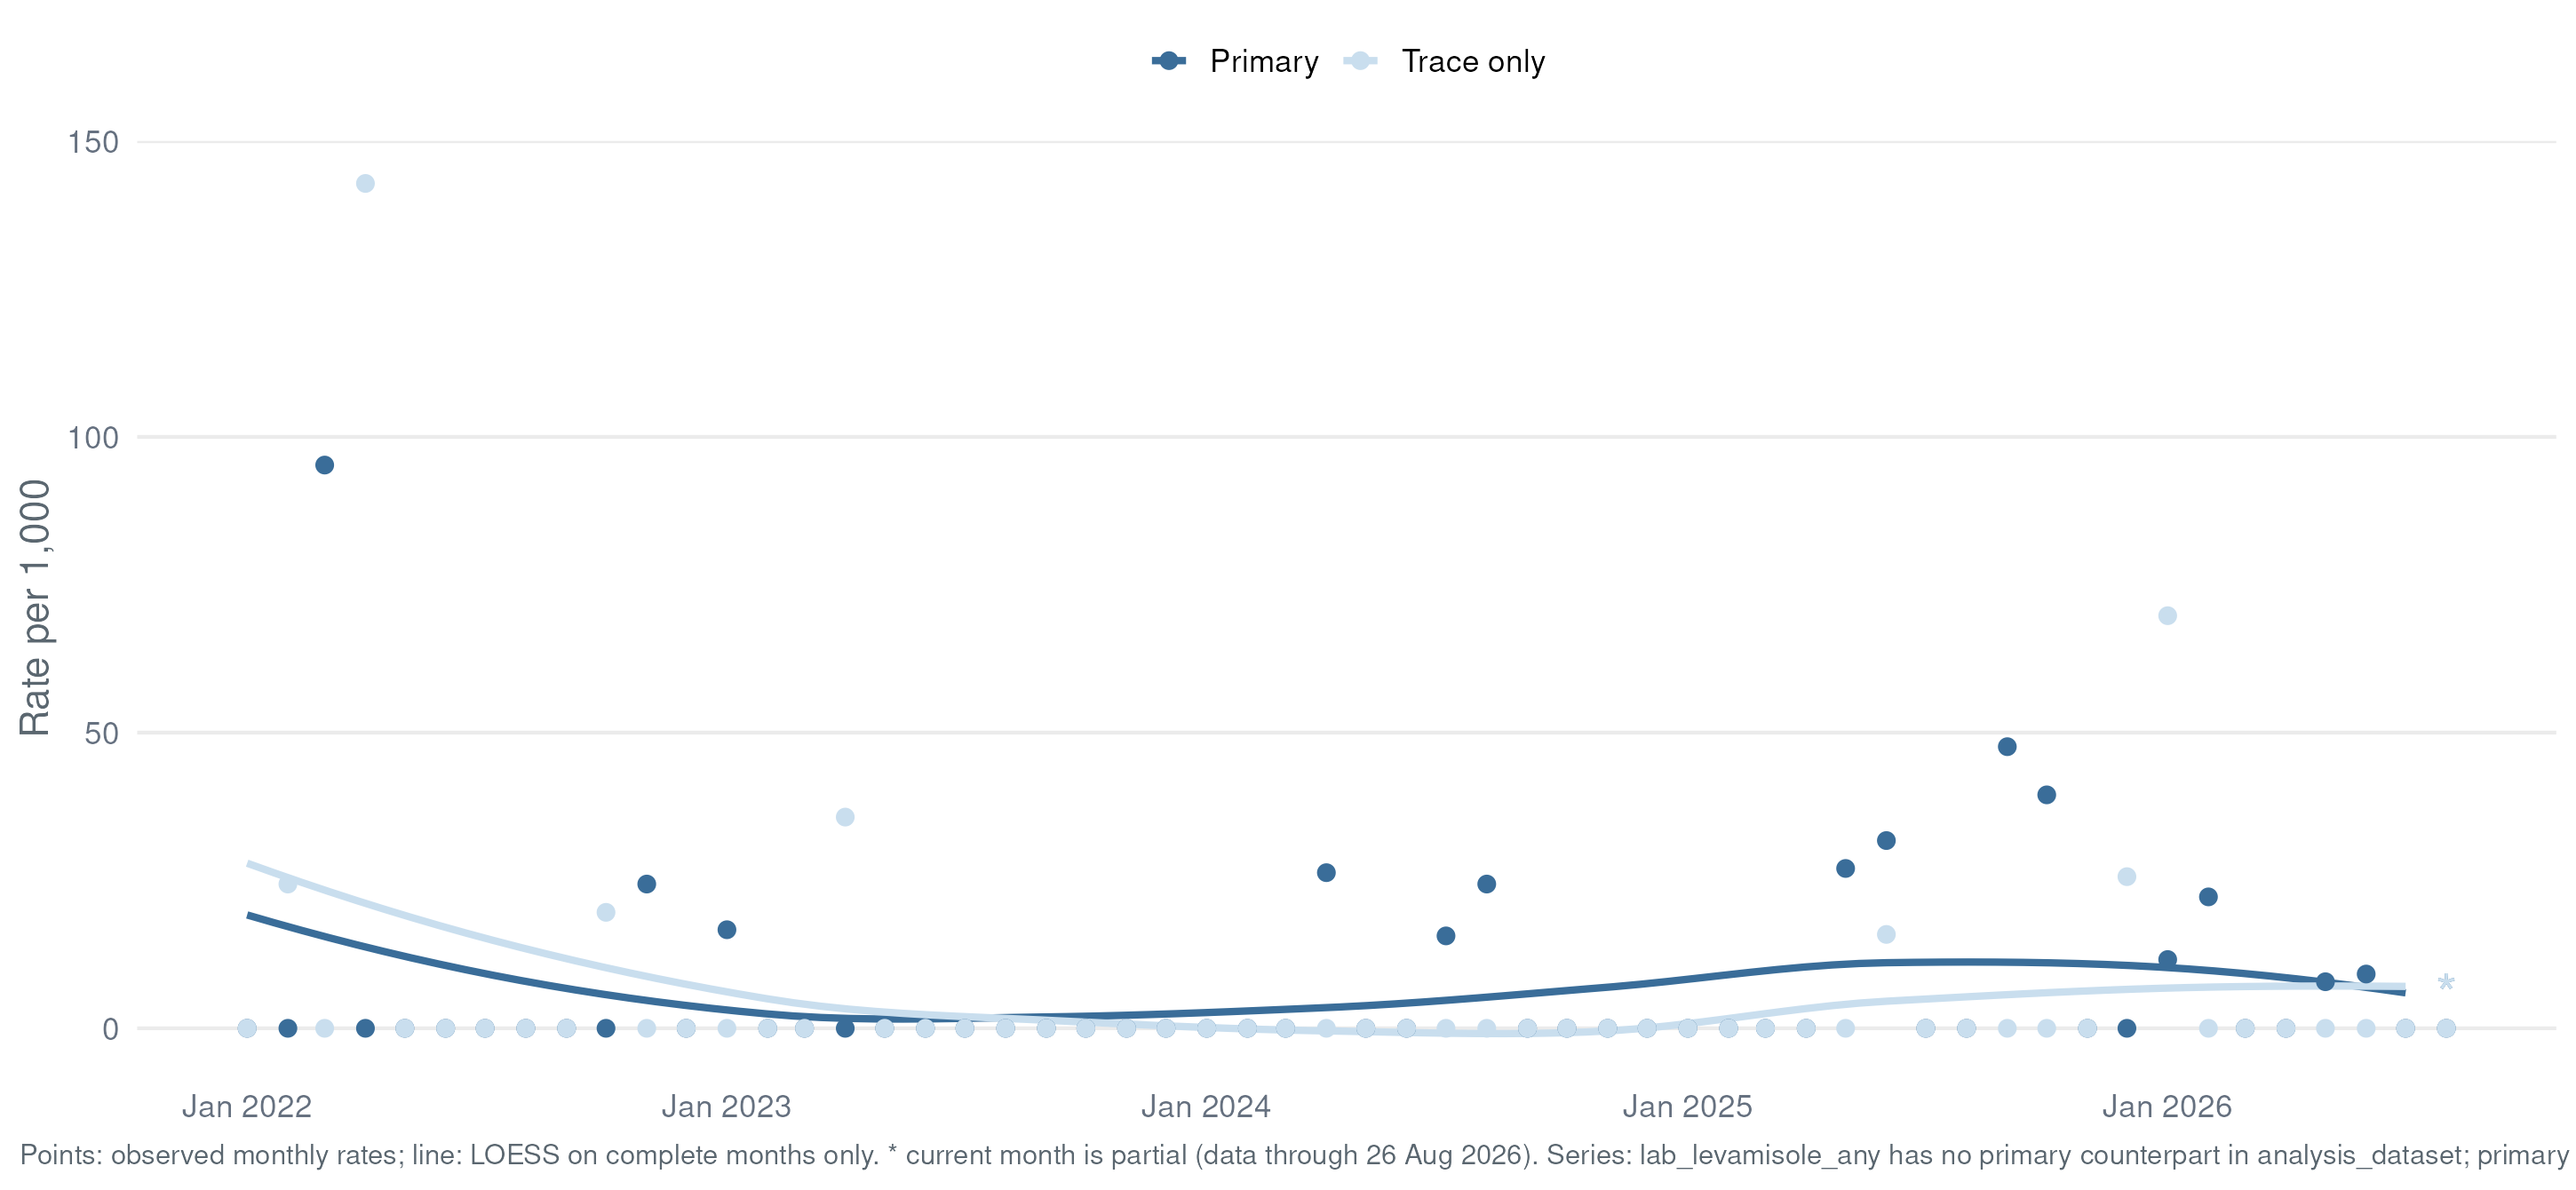 Primary Trace only
150
100
50
0
Rate per 1,000
Jan 2022 Jan 2023 Jan 2024 Jan 2025 Jan 2026
*
Points: observed monthly rates; line: LOESS on complete months only. * current month is partial (data through 26 Aug 2026). Series: lab_levamisole_any has no primary counterpart in analysis_dataset; primary